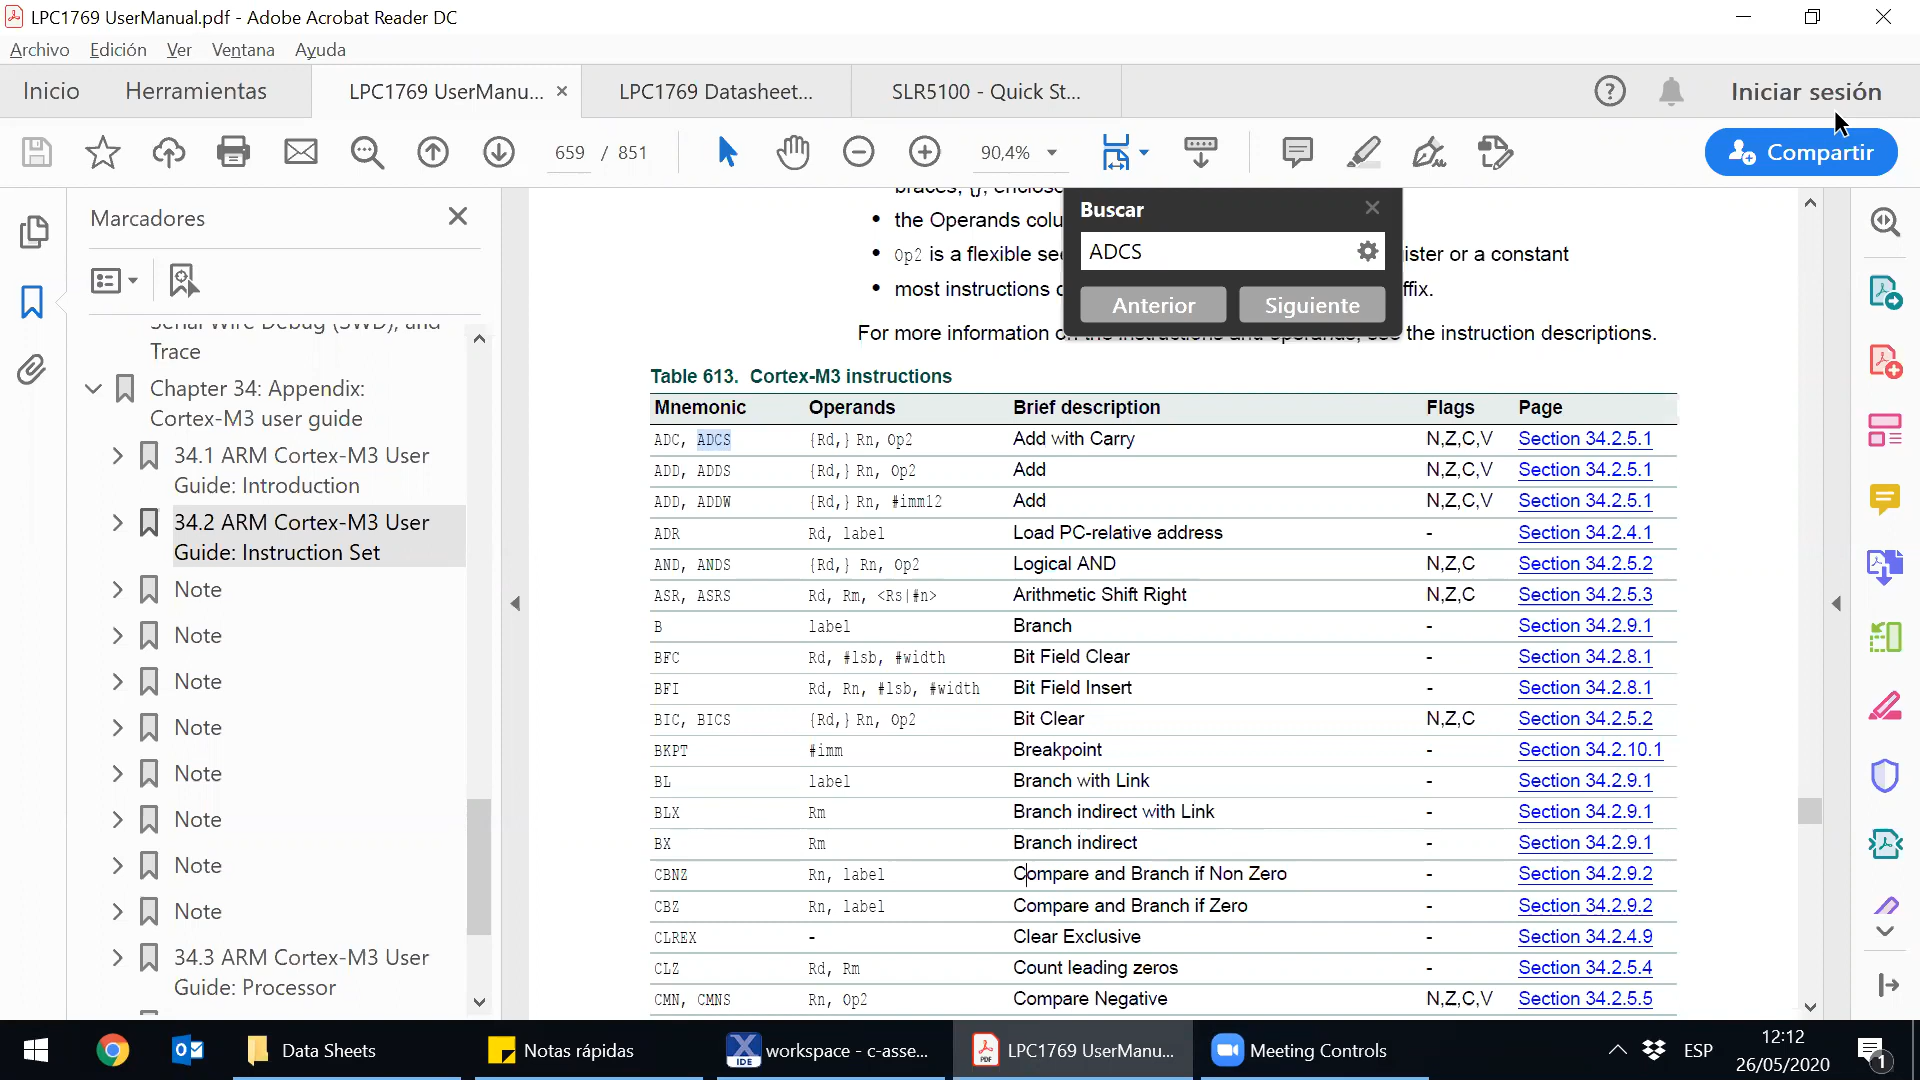 LPC1769 UserManual.pdf - Adobe Acrobat Reader DC
Archivo Edición Ver Ventana Ayuda
Inicio Herramientas LPC1769 UserManu... LPC1769 Datasheet... SLR5100 - Quick St... Iniciar sesión
659 / 851 90,4% Compartir
Marcadores
Serial Wire Debug (SWD), and
Trace
Chapter 34: Appendix:
Cortex-M3 user guide
34.1 ARM Cortex-M3 User
Guide: Introduction
34.2 ARM Cortex-M3 User
Guide: Instruction Set
Note
Note
Note
Note
Note
Note
Note
Note
34.3 ARM Cortex-M3 User
Guide: Processor
Buscar
ADCS
Anterior Siguiente
braces, {}, enclose
• the Operands colu
• Op2 is a flexible se ister or a constant
• most instructions ffix.
For more information on the instructions and operands, see the instruction descriptions.
Table 613. Cortex-M3 instructions
Mnemonic Operands Brief description Flags Page
ADC, ADCS {Rd,} Rn, Op2 Add with Carry N,Z,C,V Section 34.2.5.1
ADD, ADDS {Rd,} Rn, Op2 Add N,Z,C,V Section 34.2.5.1
ADD, ADDW {Rd,} Rn, #imm12 Add N,Z,C,V Section 34.2.5.1
ADR Rd, label Load PC-relative address - Section 34.2.4.1
AND, ANDS {Rd,} Rn, Op2 Logical AND N,Z,C Section 34.2.5.2
ASR, ASRS Rd, Rm, <Rs|#n> Arithmetic Shift Right N,Z,C Section 34.2.5.3
B label Branch - Section 34.2.9.1
BFC Rd, #lsb, #width Bit Field Clear - Section 34.2.8.1
BFI Rd, Rn, #lsb, #width Bit Field Insert - Section 34.2.8.1
BIC, BICS {Rd,} Rn, Op2 Bit Clear N,Z,C Section 34.2.5.2
BKPT #imm Breakpoint - Section 34.2.10.1
BL label Branch with Link - Section 34.2.9.1
BLX Rm Branch indirect with Link - Section 34.2.9.1
BX Rm Branch indirect - Section 34.2.9.1
CBNZ Rn, label Compare and Branch if Non Zero - Section 34.2.9.2
CBZ Rn, label Compare and Branch if Zero - Section 34.2.9.2
CLREX - Clear Exclusive - Section 34.2.4.9
CLZ Rd, Rm Count leading zeros - Section 34.2.5.4
CMN, CMNS Rn, Op2 Compare Negative N,Z,C,V Section 34.2.5.5
Data Sheets Notas rápidas IDE workspace - c-asse... PDF LPC1769 UserManu... Meeting Controls ESP 12:12
26/05/2020 1